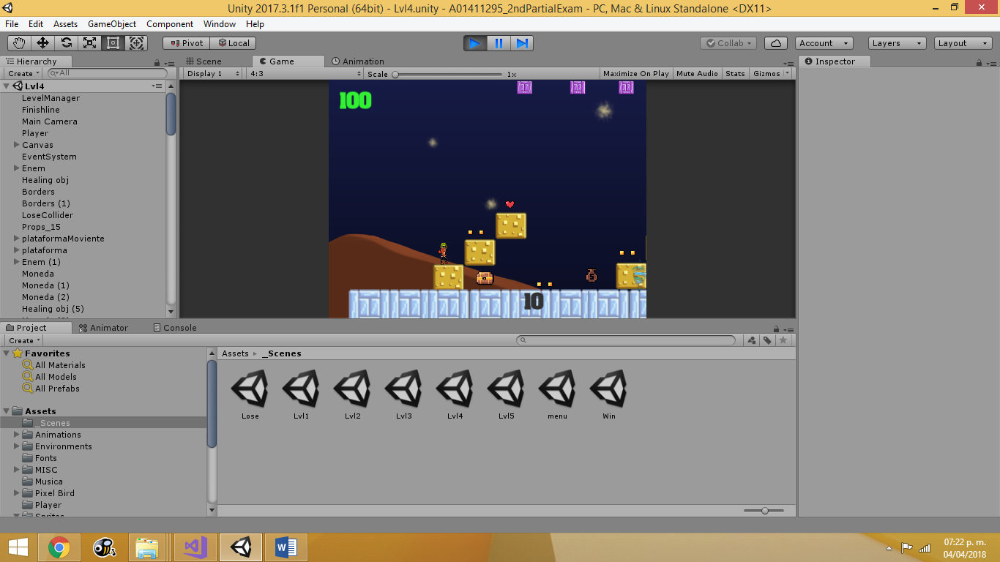 Unity 2017.3.1f1 Personal (64bit) - Lvl4.unity - A01411295_2ndPartialExam - PC, Mac & Linux Standalone <DX11>
File Edit Assets GameObject Component Window Help
Pivot Local Collab Account Layers Layout
Hierarchy Scene Game Animation Inspector
Create All Display 1 4:3 Scale 1x Maximize On Play Mute Audio Stats Gizmos
Lvl4
LevelManager
Finishline
Main Camera
Player
Canvas
EventSystem
Enem
Healing obj
Borders
Borders (1)
LoseCollider
Props_15
plataformaMoviente
plataforma
Enem (1)
Moneda
Moneda (1)
Moneda (2)
Healing obj (5)
100
10
Project Animator Console
Create
Favorites
All Materials
All Models
All Prefabs
Assets
_Scenes
Animations
Environments
Fonts
MISC
Musica
Pixel Bird
Player
Sprites
Assets _Scenes
Lose Lvl1 Lvl2 Lvl3 Lvl4 Lvl5 menu Win
07:22 p. m.
04/04/2018